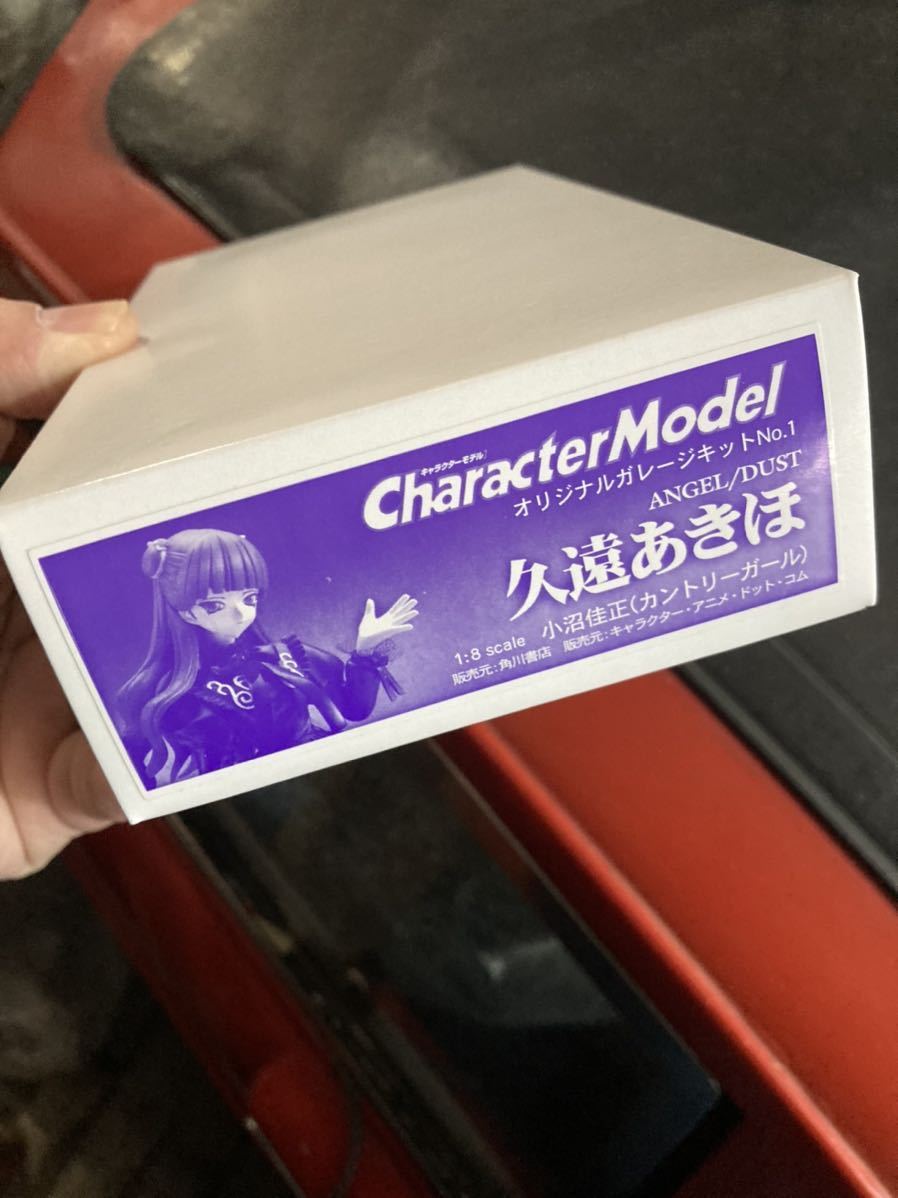 [キャラクターモデル]
CharacterModel
オリジナルガレージキットNo.1
ANGEL/DUST
久遠あきほ
1:8 scale 小沼佳正(カントリーガール)
販売元:角川書店 販売元:キャラクター・アニメ・ドット・コム